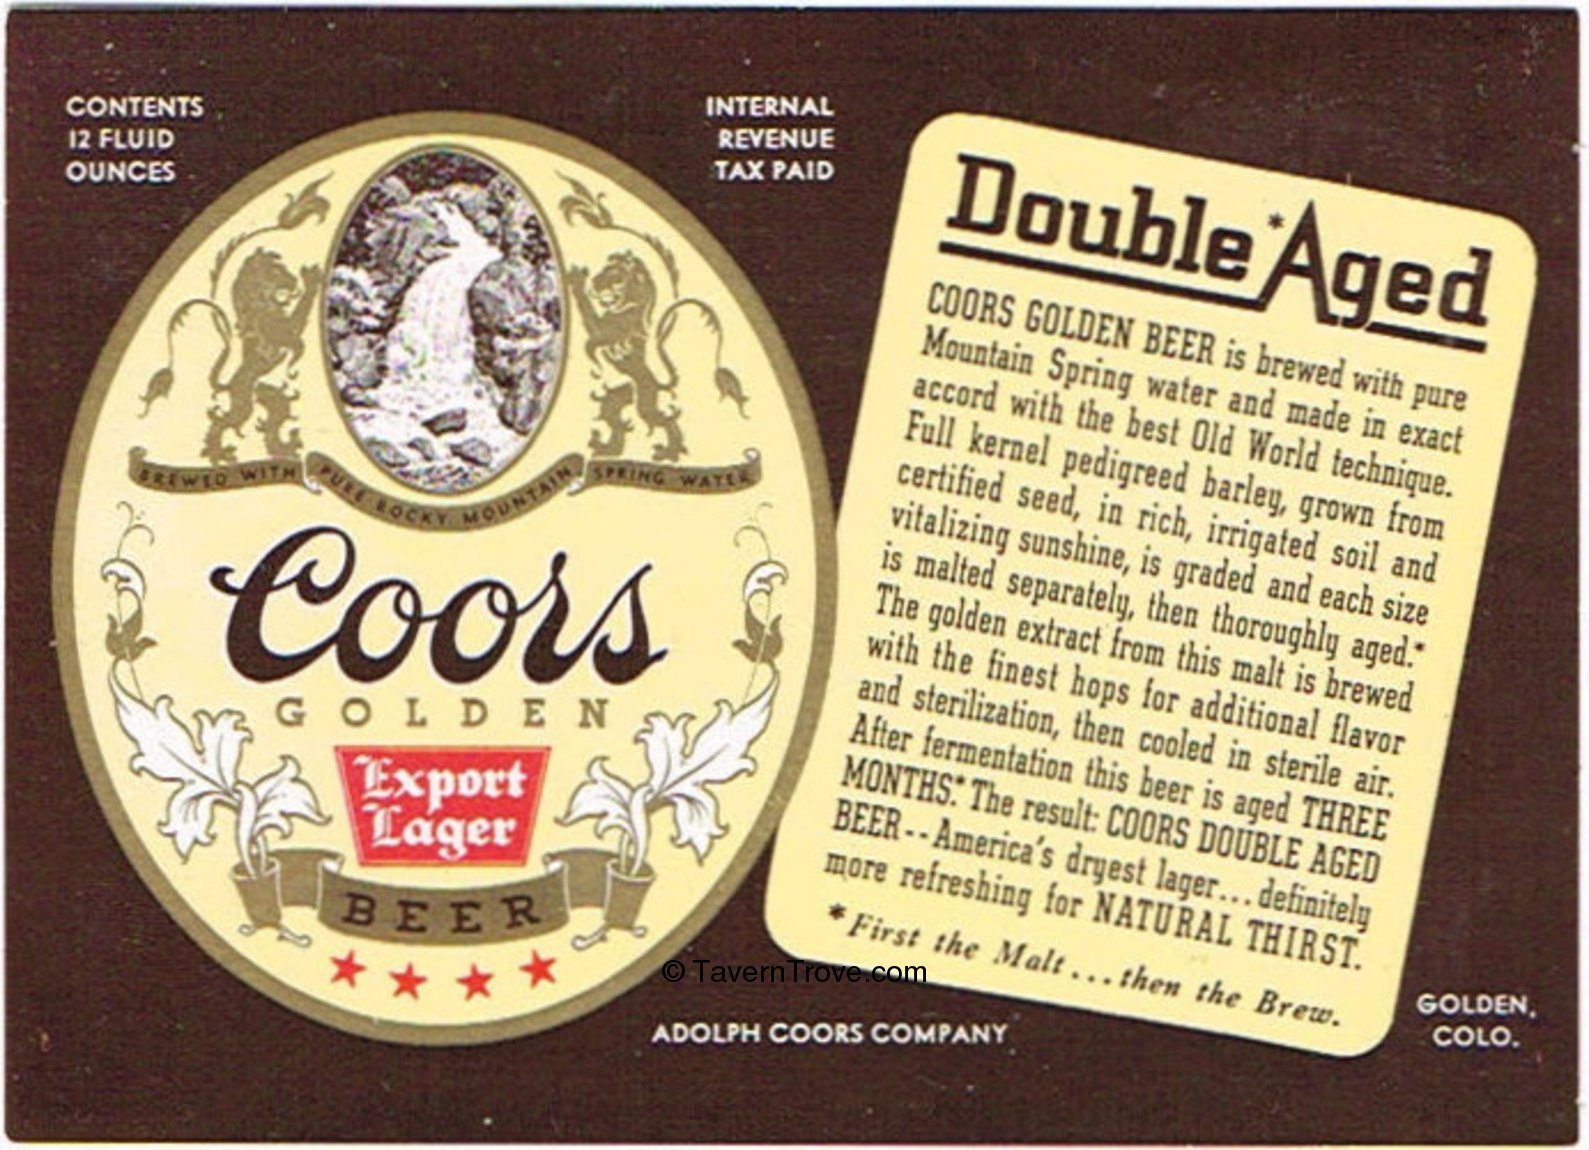 CONTENTS
12 FLUID
OUNCES
INTERNAL
REVENUE
TAX PAID
BREWED WITH PURE ROCKY MOUNTAIN SPRING WATER
Coors
GOLDEN
Export
Lager
BEER
Double *Aged
COORS GOLDEN BEER is brewed with pure
Mountain Spring water and made in exact
accord with the best Old World technique.
Full kernel pedigreed barley, grown from
certified seed, in rich, irrigated soil and
vitalizing sunshine, is graded and each size
is malted separately, then thoroughly aged.*
The golden extract from this malt is brewed
with the finest hops for additional flavor
and sterilization, then cooled in sterile air.
After fermentation this beer is aged THREE
MONTHS.* The result: COORS DOUBLE AGED
BEER--America's dryest lager...definitely
more refreshing for NATURAL THIRST.
*First the Malt...then the Brew.
© TavernTrove.com
ADOLPH COORS COMPANY
GOLDEN,
COLO.